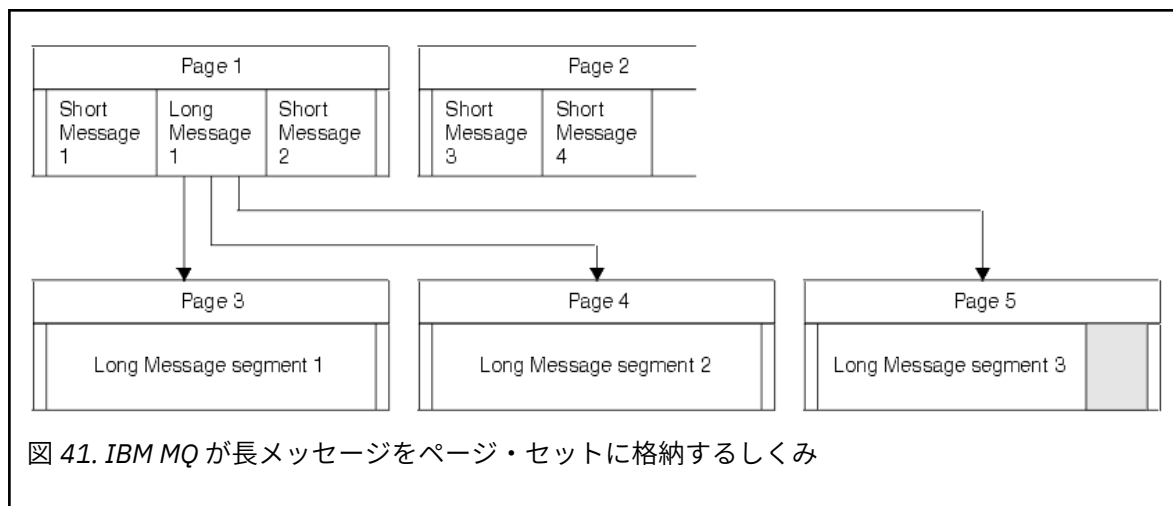 Page 1
Page 2
Short
Message
1
Long
Message
1
Short
Message
2
Short
Message
3
Short
Message
4
Page 3
Page 4
Page 5
Long Message segment 1
Long Message segment 2
Long Message segment 3
図 41. IBM MQ が長メッセージをページ・セットに格納するしくみ